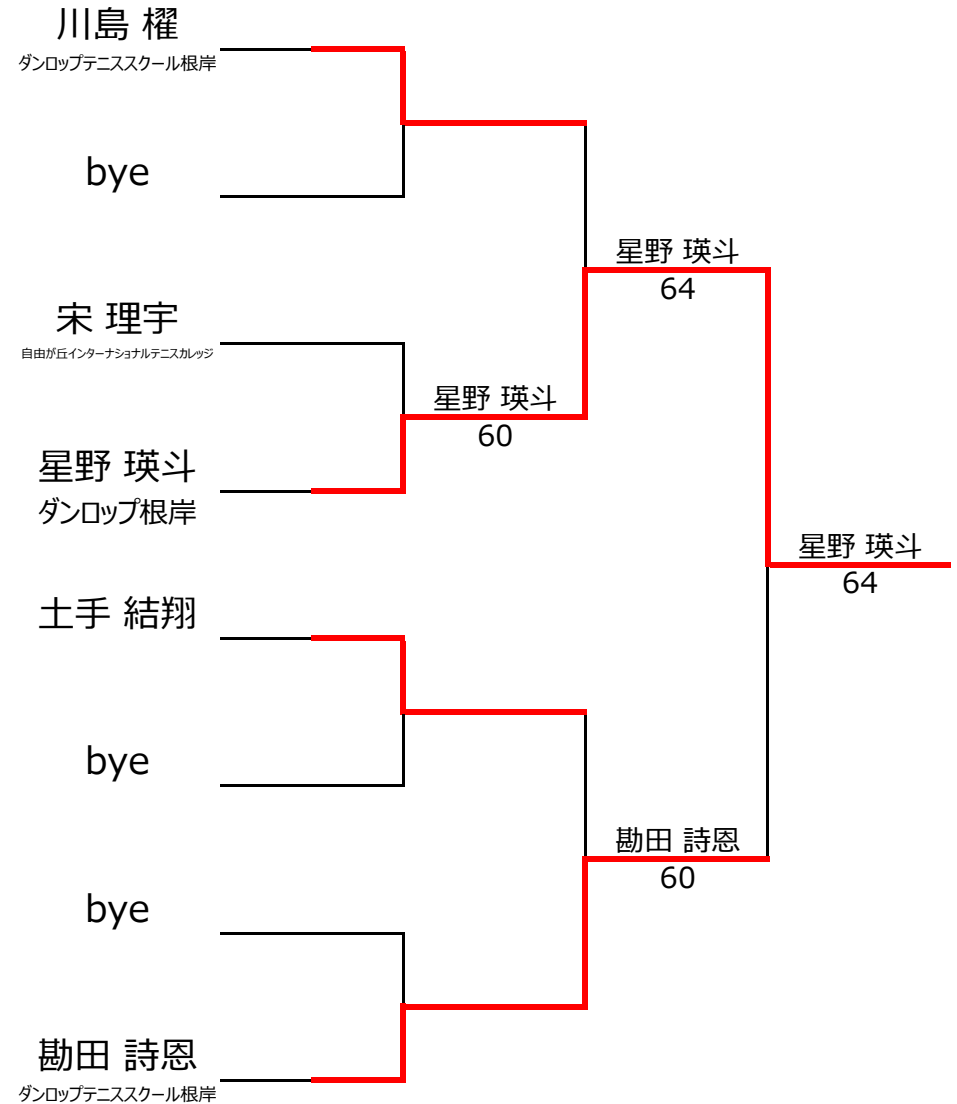 川島 櫂
ダンロップテニススクール根岸
bye
宋 理宇
自由が丘インターナショナルテニスカレッジ
星野 瑛斗
ダンロップ根岸
土手 結翔
bye
bye
勘田 詩恩
ダンロップテニススクール根岸
星野 瑛斗
60
星野 瑛斗
64
勘田 詩恩
60
星野 瑛斗
64